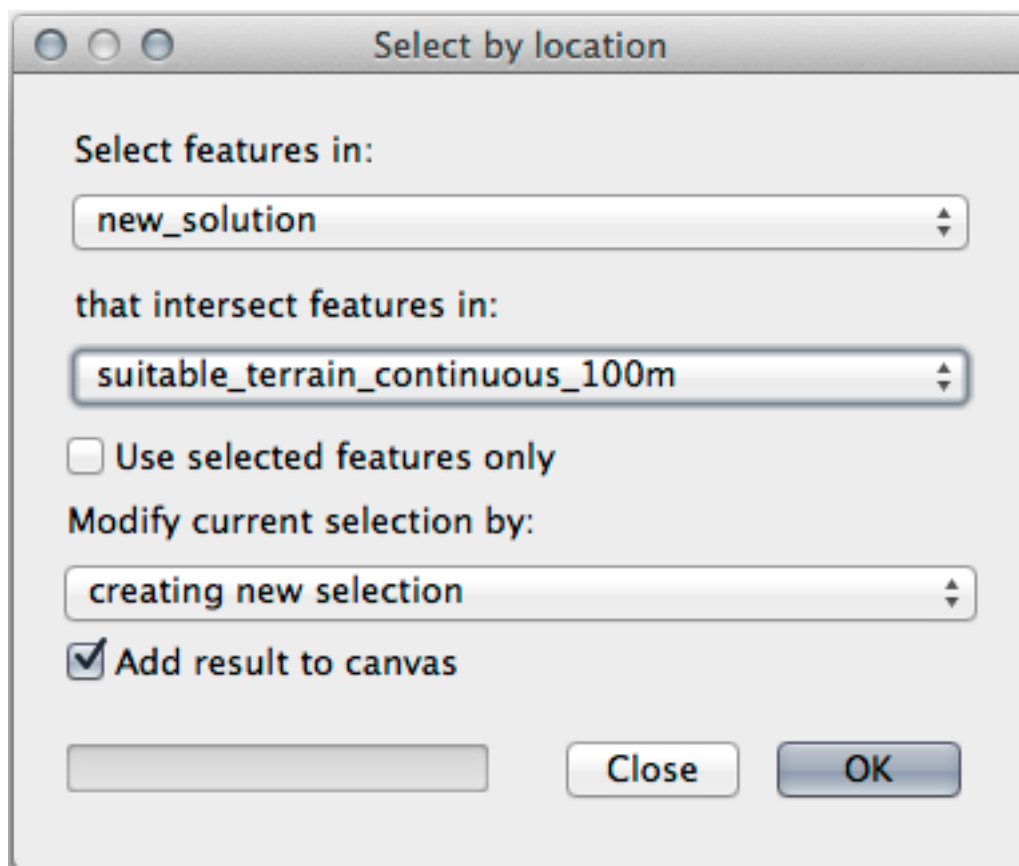 Select by location
Select features in:
new_solution
that intersect features in:
suitable_terrain_continuous_100m
Use selected features only
Modify current selection by:
creating new selection
Add result to canvas
Close OK